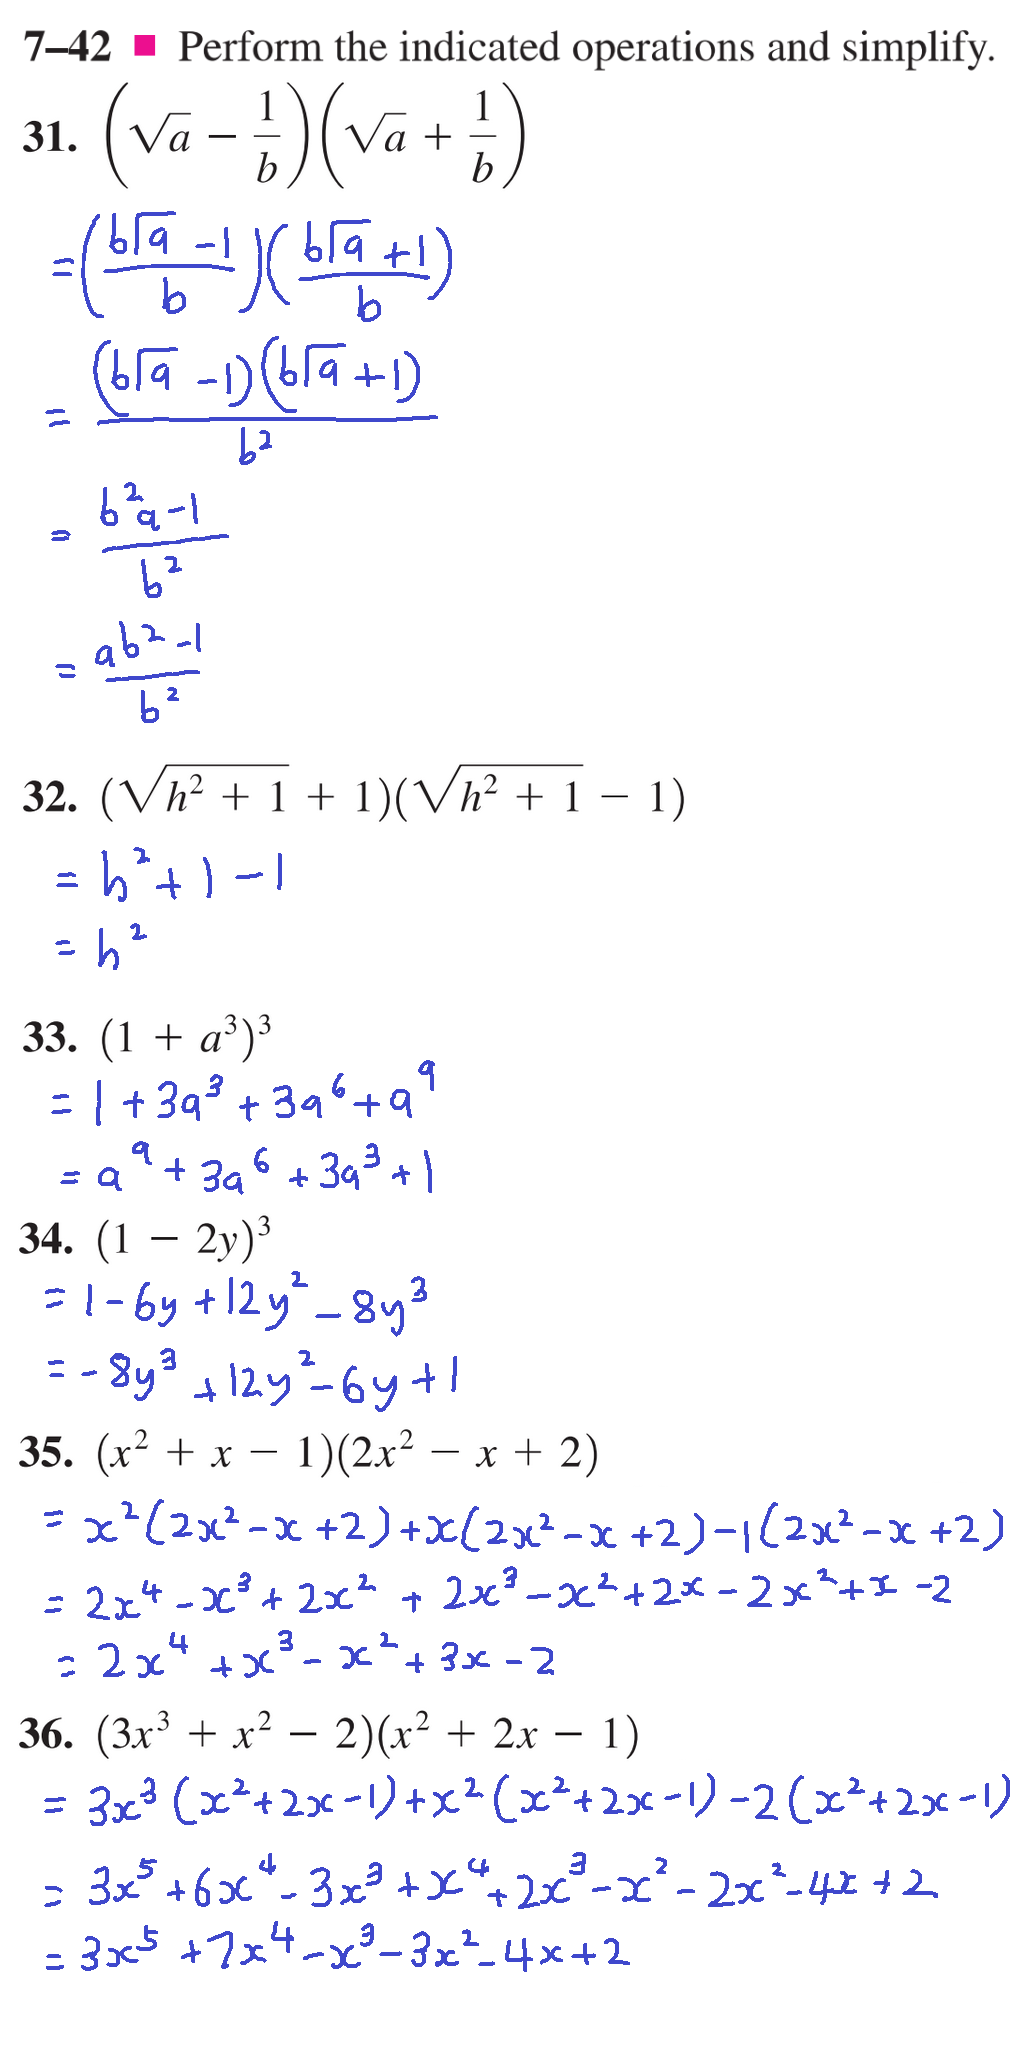 7–42 ■ Perform the indicated operations and simplify.
31. (√a − 1/b)(√a + 1/b)
= ((b√a − 1)/b)((b√a + 1)/b)
= ((b√a − 1)(b√a + 1))/b²
= (b²a − 1)/b²
= (ab² − 1)/b²
32. (√(h² + 1) + 1)(√(h² + 1) − 1)
= h² + 1 − 1
= h²
33. (1 + a³)³
= 1 + 3a³ + 3a⁶ + a⁹
= a⁹ + 3a⁶ + 3a³ + 1
34. (1 − 2y)³
= 1 − 6y + 12y² − 8y³
= −8y³ + 12y² − 6y + 1
35. (x² + x − 1)(2x² − x + 2)
= x²(2x² − x + 2) + x(2x² − x + 2) − 1(2x² − x + 2)
= 2x⁴ − x³ + 2x² + 2x³ − x² + 2x − 2x² + x − 2
= 2x⁴ + x³ − x² + 3x − 2
36. (3x³ + x² − 2)(x² + 2x − 1)
= 3x³(x² + 2x − 1) + x²(x² + 2x − 1) − 2(x² + 2x − 1)
= 3x⁵ + 6x⁴ − 3x³ + x⁴ + 2x³ − x² − 2x² − 4x + 2
= 3x⁵ + 7x⁴ − x³ − 3x² − 4x + 2